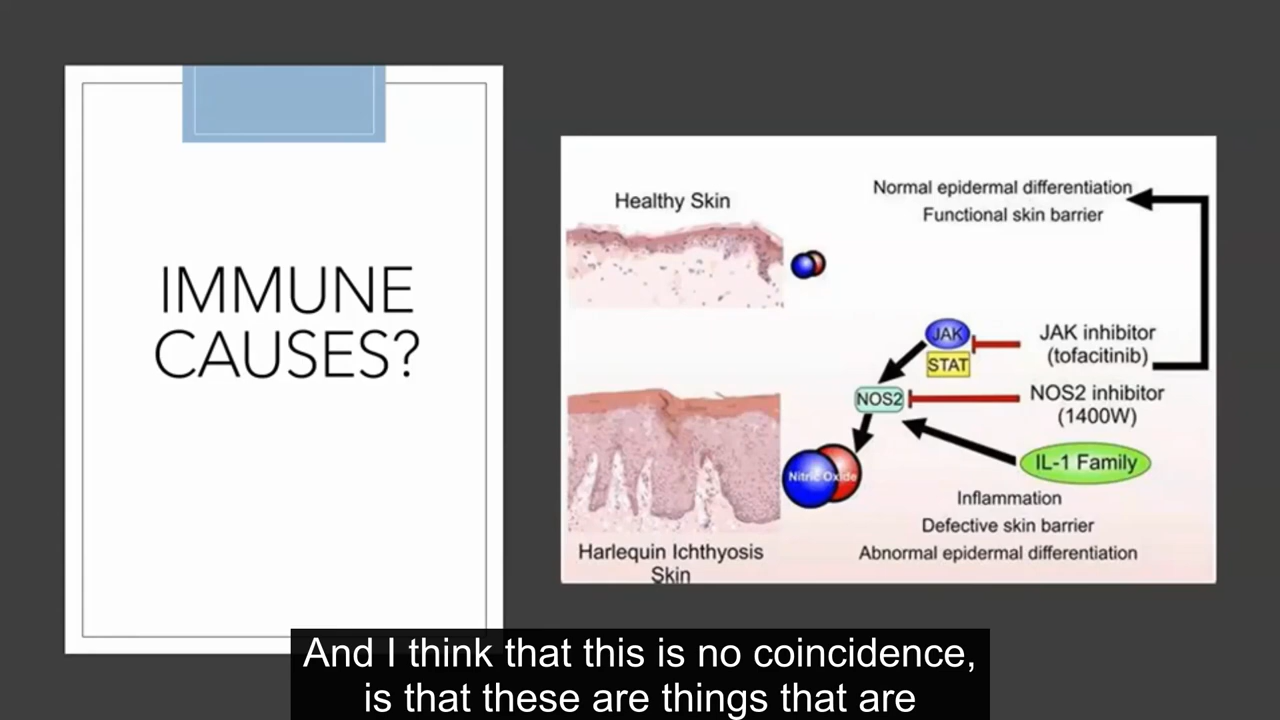 IMMUNE
CAUSES?
Healthy Skin
Normal epidermal differentiation
Functional skin barrier
JAK
STAT
JAK inhibitor
(tofacitinib)
NOS2
NOS2 inhibitor
(1400W)
Nitric Oxide
IL-1 Family
Inflammation
Defective skin barrier
Abnormal epidermal differentiation
Harlequin Ichthyosis
Skin
And I think that this is no coincidence,
is that these are things that are